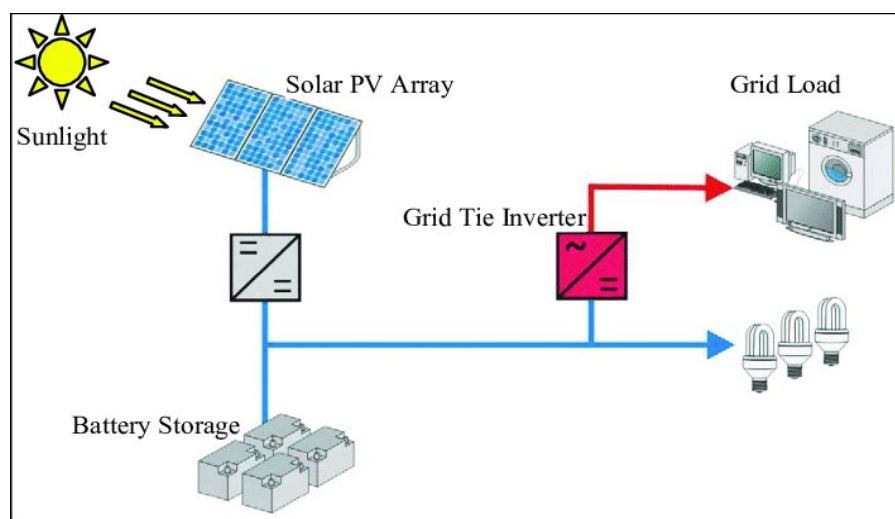 Solar PV Array
Grid Load
Sunlight
Grid Tie Inverter
Battery Storage